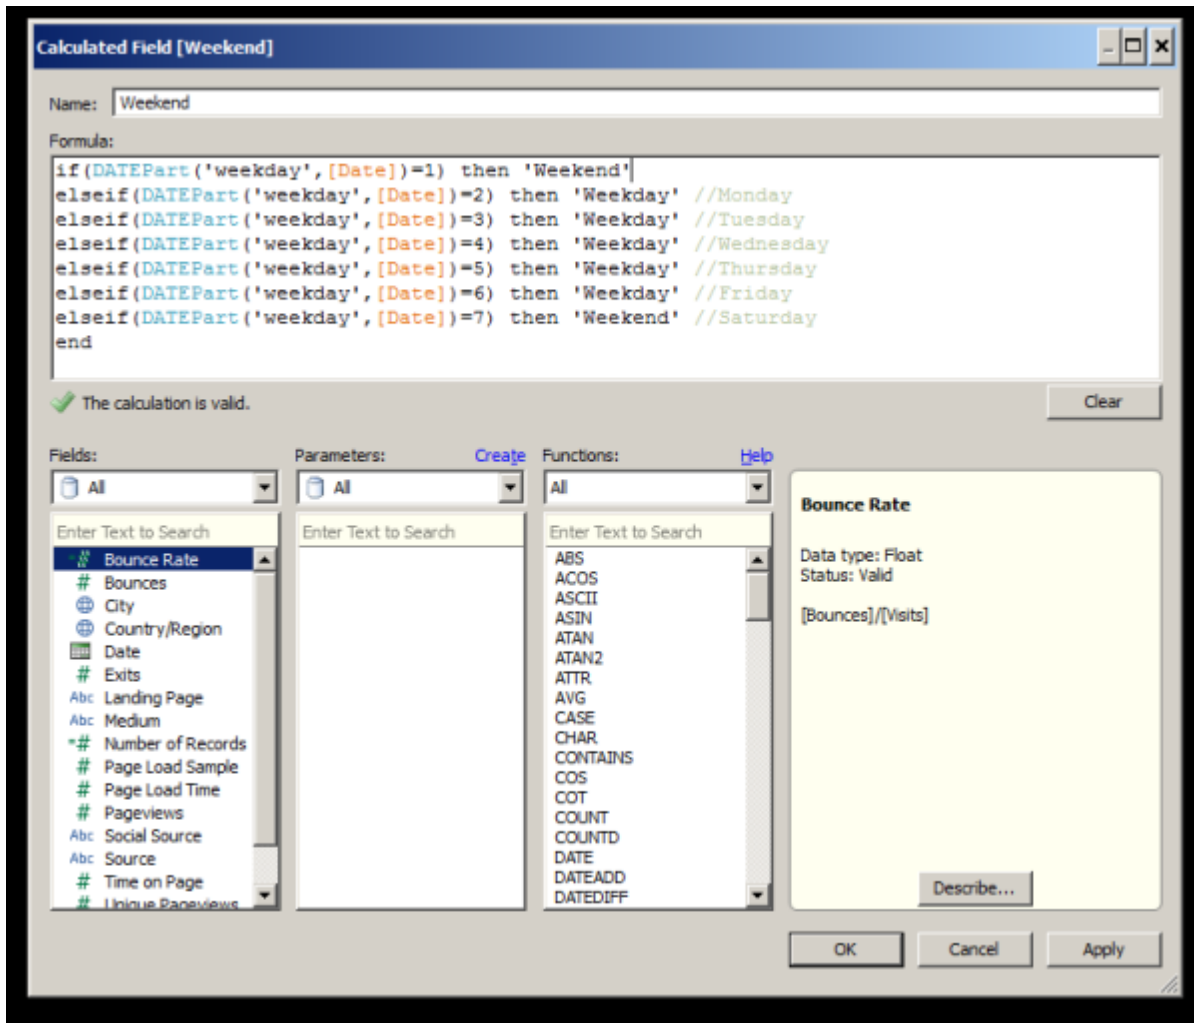 Calculated Field [Weekend]
Name: Weekend
Formula:
if(DATEPart('weekday',[Date])=1) then 'Weekend'
elseif(DATEPart('weekday',[Date])=2) then 'Weekday' //Monday
elseif(DATEPart('weekday',[Date])=3) then 'Weekday' //Tuesday
elseif(DATEPart('weekday',[Date])=4) then 'Weekday' //Wednesday
elseif(DATEPart('weekday',[Date])=5) then 'Weekday' //Thursday
elseif(DATEPart('weekday',[Date])=6) then 'Weekday' //Friday
elseif(DATEPart('weekday',[Date])=7) then 'Weekend' //Saturday
end
The calculation is valid.
Clear
Fields:
All
Enter Text to Search
Bounce Rate
# Bounces
City
Country/Region
Date
# Exits
Abc Landing Page
Abc Medium
=# Number of Records
# Page Load Sample
# Page Load Time
# Pageviews
Abc Social Source
Abc Source
# Time on Page
# Unique Pageviews
Parameters: Create
All
Enter Text to Search
Functions: Help
All
Enter Text to Search
ABS
ACOS
ASCII
ASIN
ATAN
ATAN2
ATTR
AVG
CASE
CHAR
CONTAINS
COS
COT
COUNT
COUNTD
DATE
DATEADD
DATEDIFF
Bounce Rate
Data type: Float
Status: Valid
[Bounces]/[Visits]
Describe...
OK
Cancel
Apply